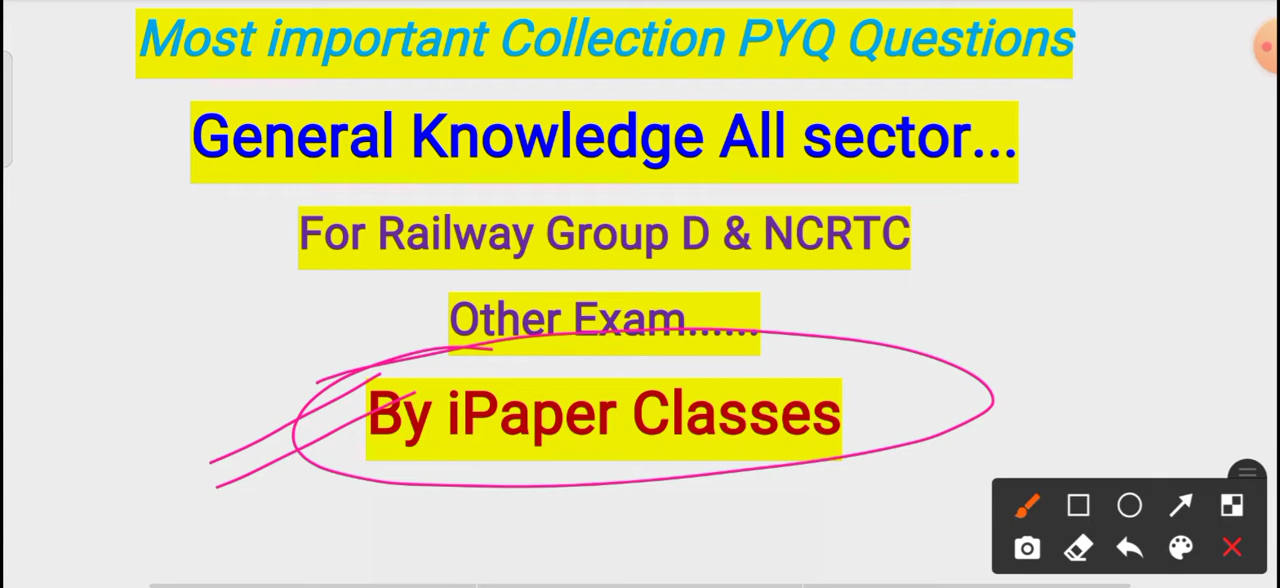 Most important Collection PYQ Questions
General Knowledge All sector...
For Railway Group D & NCRTC
Other Exam......
By iPaper Classes